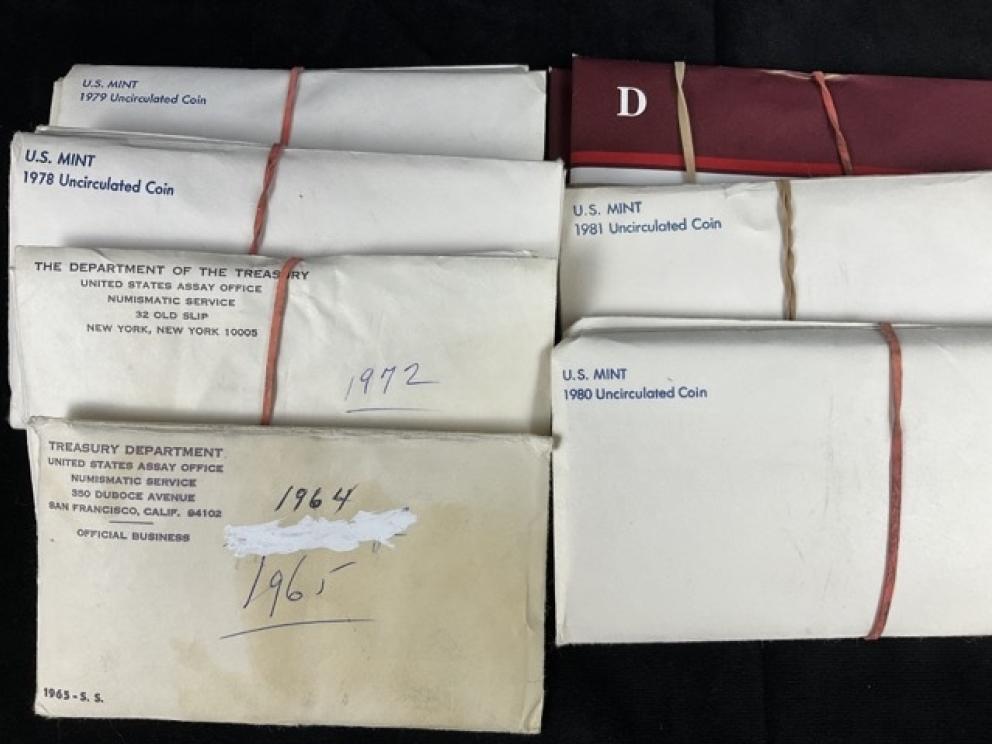 U.S. MINT
1979 Uncirculated Coin
U.S. MINT
1978 Uncirculated Coin
THE DEPARTMENT OF THE TREASURY
UNITED STATES ASSAY OFFICE
NUMISMATIC SERVICE
32 OLD SLIP
NEW YORK, NEW YORK 10005
1972
TREASURY DEPARTMENT
UNITED STATES ASSAY OFFICE
NUMISMATIC SERVICE
350 DUBOCE AVENUE
SAN FRANCISCO, CALIF. 94102
OFFICIAL BUSINESS
1964
1965
1965-S.S.
D
U.S. MINT
1981 Uncirculated Coin
U.S. MINT
1980 Uncirculated Coin